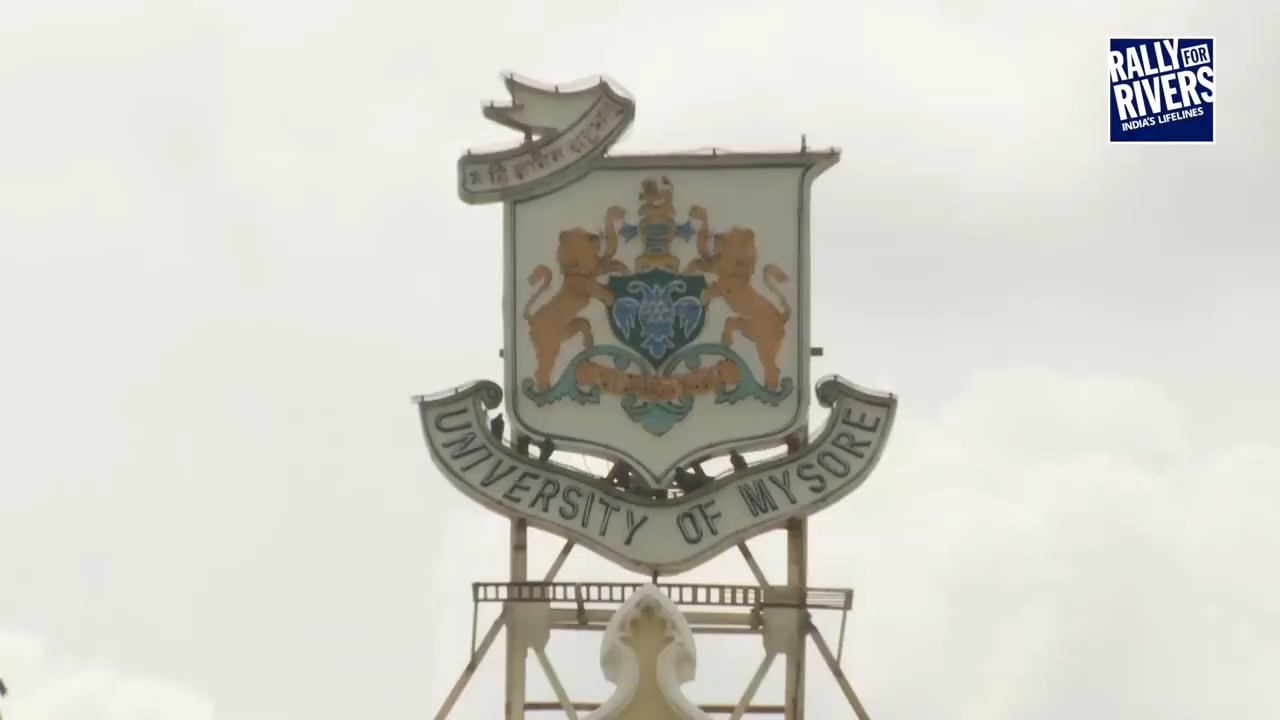 RALLY FOR
RIVERS
INDIA'S LIFELINES
UNIVERSITY OF MYSORE